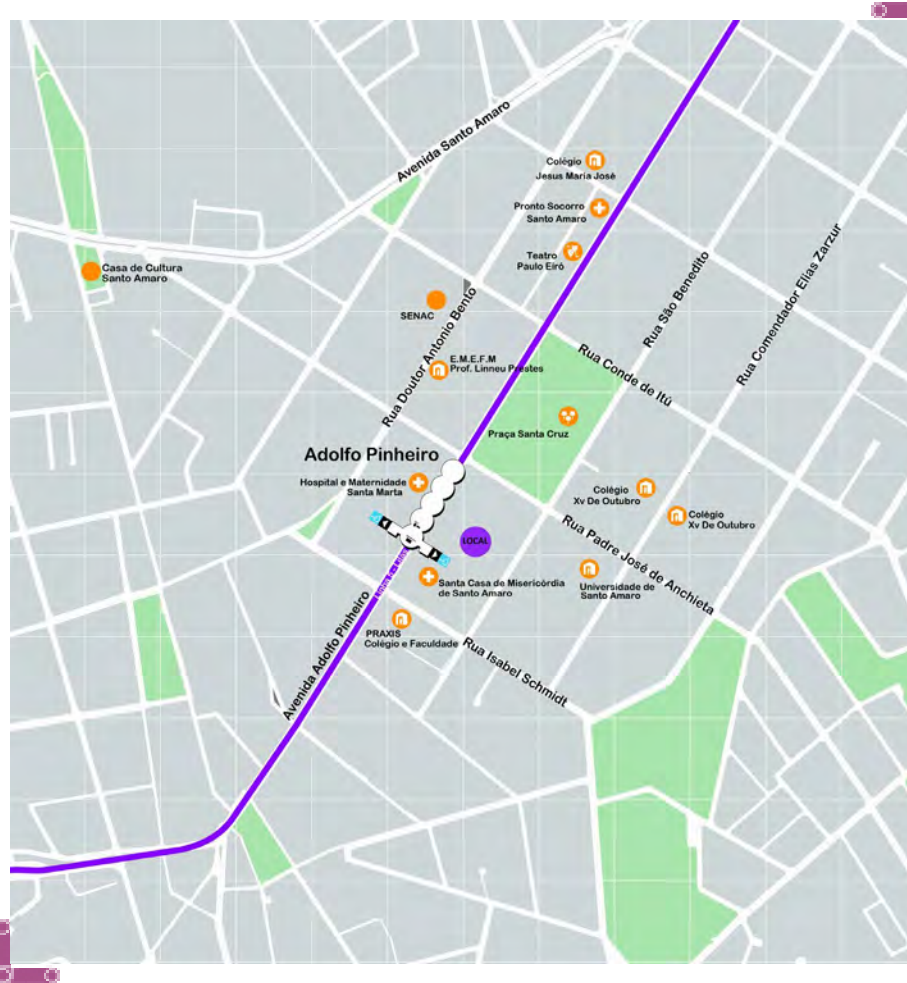 Avenida Santo Amaro
Colégio
Jesus Maria José
Pronto Socorro
Santo Amaro
Teatro
Paulo Eiró
Casa de Cultura
Santo Amaro
SENAC
Rua Doutor Antonio Bento
E.M.E.F.M
Prof. Linneu Prestes
Rua São Benedito
Rua Comendador Elias Zarzur
Rua Conde de Itú
Praça Santa Cruz
Adolfo Pinheiro
Hospital e Maternidade
Santa Marta
Colégio
Xv De Outubro
Colégio
Xv De Outubro
LOCAL
Rua Padre José de Anchieta
Santa Casa de Misericórdia
de Santo Amaro
Universidade de
Santo Amaro
PRAXIS
Colégio e Faculdade
Rua Isabel Schmidt
Avenida Adolfo Pinheiro